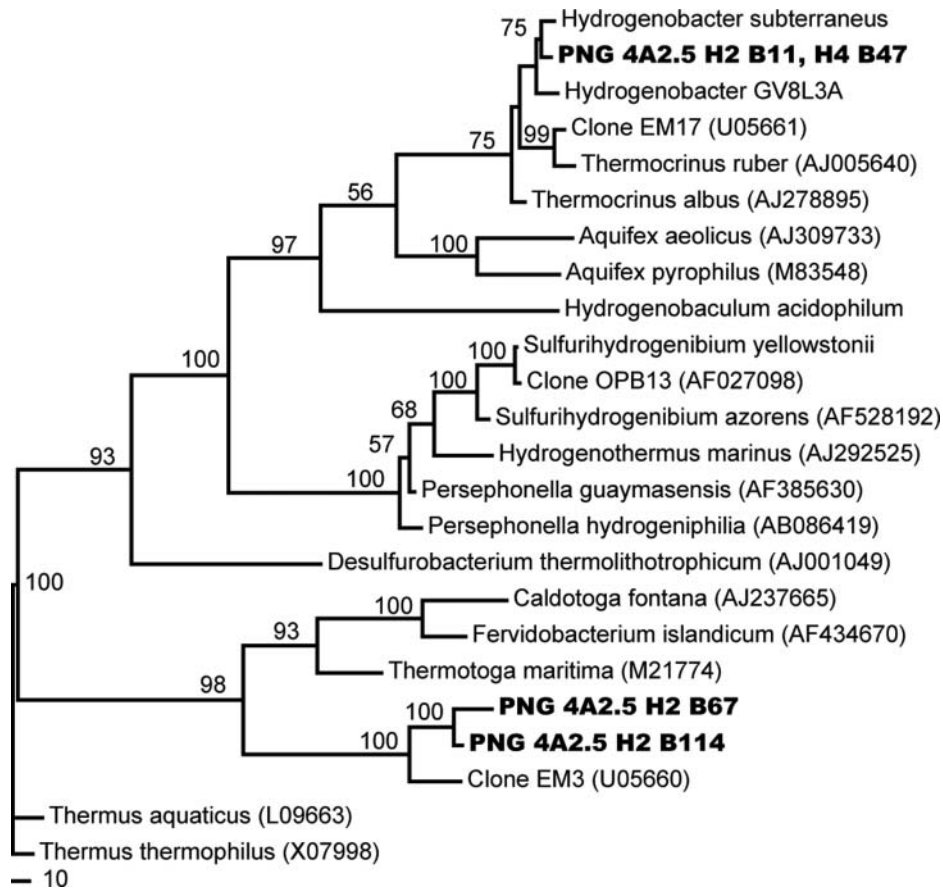 Hydrogenobacter subterraneus
75
PNG 4A2.5 H2 B11, H4 B47
Hydrogenobacter GV8L3A
Clone EM17 (U05661)
99
75
Thermocrinus ruber (AJ005640)
56
Thermocrinus albus (AJ278895)
Aquifex aeolicus (AJ309733)
97
100
Aquifex pyrophilus (M83548)
Hydrogenobaculum acidophilum
Sulfurihydrogenibium yellowstonii
100
100
Clone OPB13 (AF027098)
100
68
Sulfurihydrogenibium azorens (AF528192)
57
Hydrogenothermus marinus (AJ292525)
93
100
Persephonella guaymasensis (AF385630)
Persephonella hydrogeniphilia (AB086419)
Desulfurobacterium thermolithotrophicum (AJ001049)
100
Caldotoga fontana (AJ237665)
100
93
Fervidobacterium islandicum (AF434670)
Thermotoga maritima (M21774)
98
PNG 4A2.5 H2 B67
100
100
PNG 4A2.5 H2 B114
Clone EM3 (U05660)
Thermus aquaticus (L09663)
Thermus thermophilus (X07998)
10